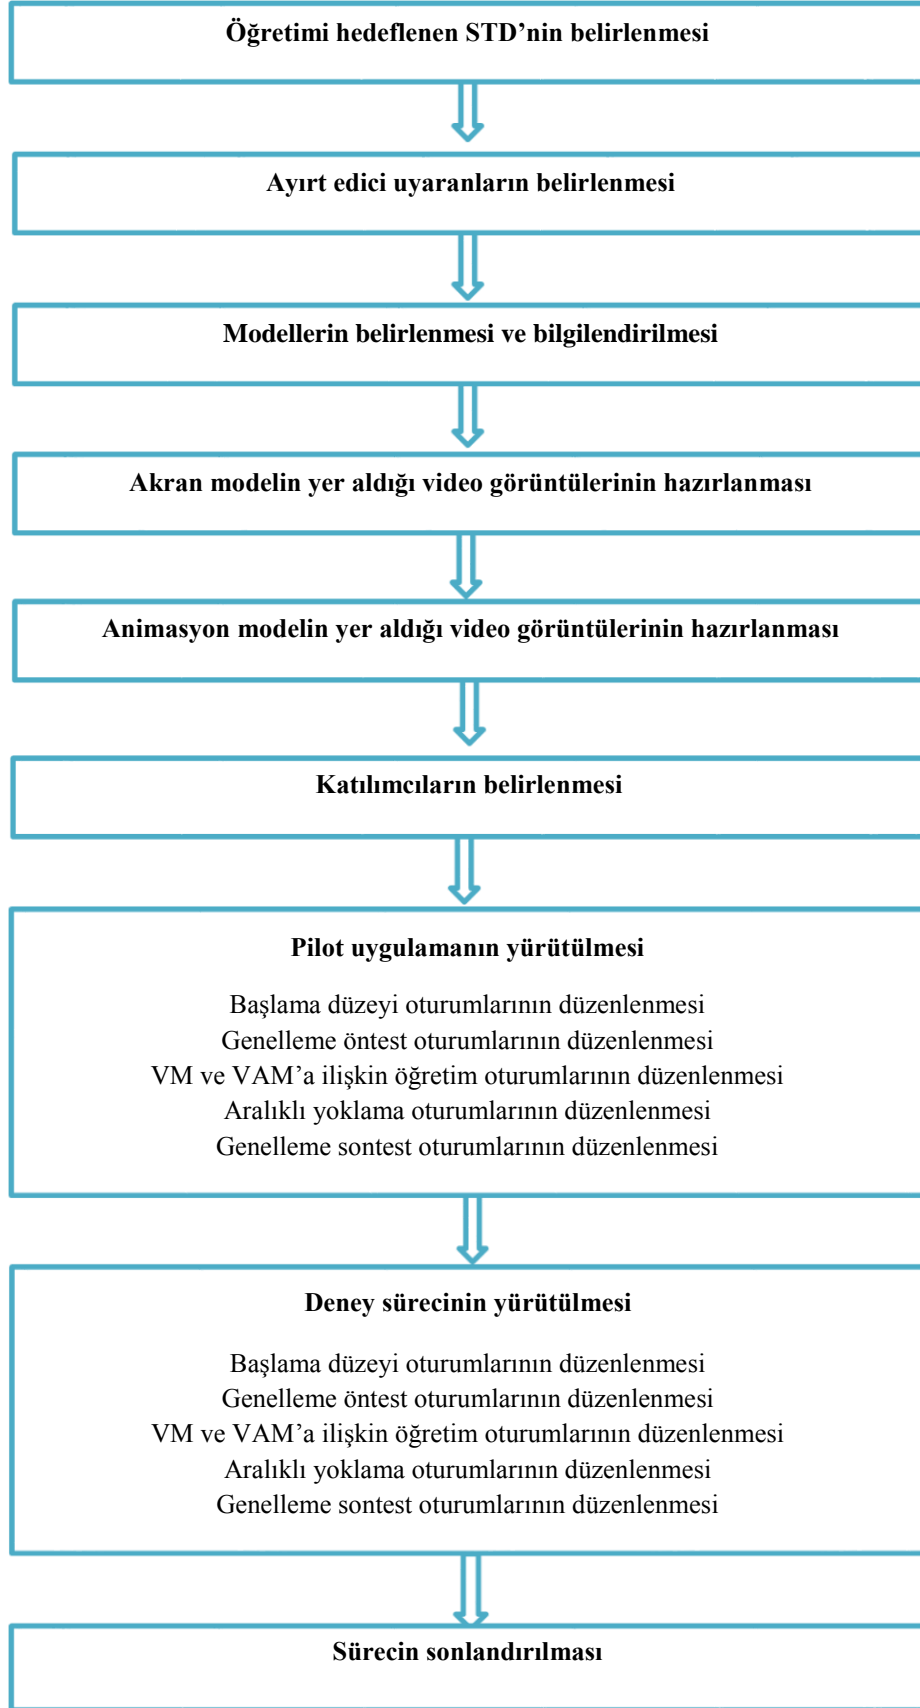 Öğretimi hedeflenen STD’nin belirlenmesi
Ayırt edici uyaranların belirlenmesi
Modellerin belirlenmesi ve bilgilendirilmesi
Akran modelin yer aldığı video görüntülerinin hazırlanması
Animasyon modelin yer aldığı video görüntülerinin hazırlanması
Katılımcıların belirlenmesi
Pilot uygulamanın yürütülmesi
Başlama düzeyi oturumlarının düzenlenmesi
Genelleme öntest oturumlarının düzenlenmesi
VM ve VAM’a ilişkin öğretim oturumlarının düzenlenmesi
Aralıklı yoklama oturumlarının düzenlenmesi
Genelleme sontest oturumlarının düzenlenmesi
Deney sürecinin yürütülmesi
Başlama düzeyi oturumlarının düzenlenmesi
Genelleme öntest oturumlarının düzenlenmesi
VM ve VAM’a ilişkin öğretim oturumlarının düzenlenmesi
Aralıklı yoklama oturumlarının düzenlenmesi
Genelleme sontest oturumlarının düzenlenmesi
Sürecin sonlandırılması